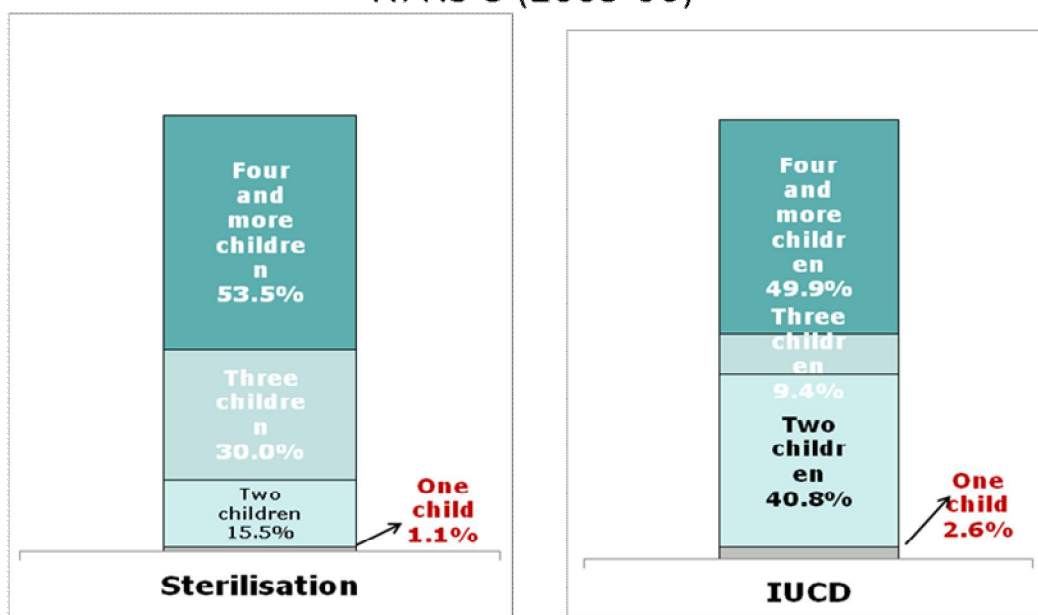 Four
and
more
childre
n
53.5%
Three
childre
n
30.0%
Two
children
15.5%
One
child
1.1%
Sterilisation
Four
and
more
childr
en
49.9%
Three
childr
en
9.4%
Two
childr
en
40.8%
One
child
2.6%
IUCD